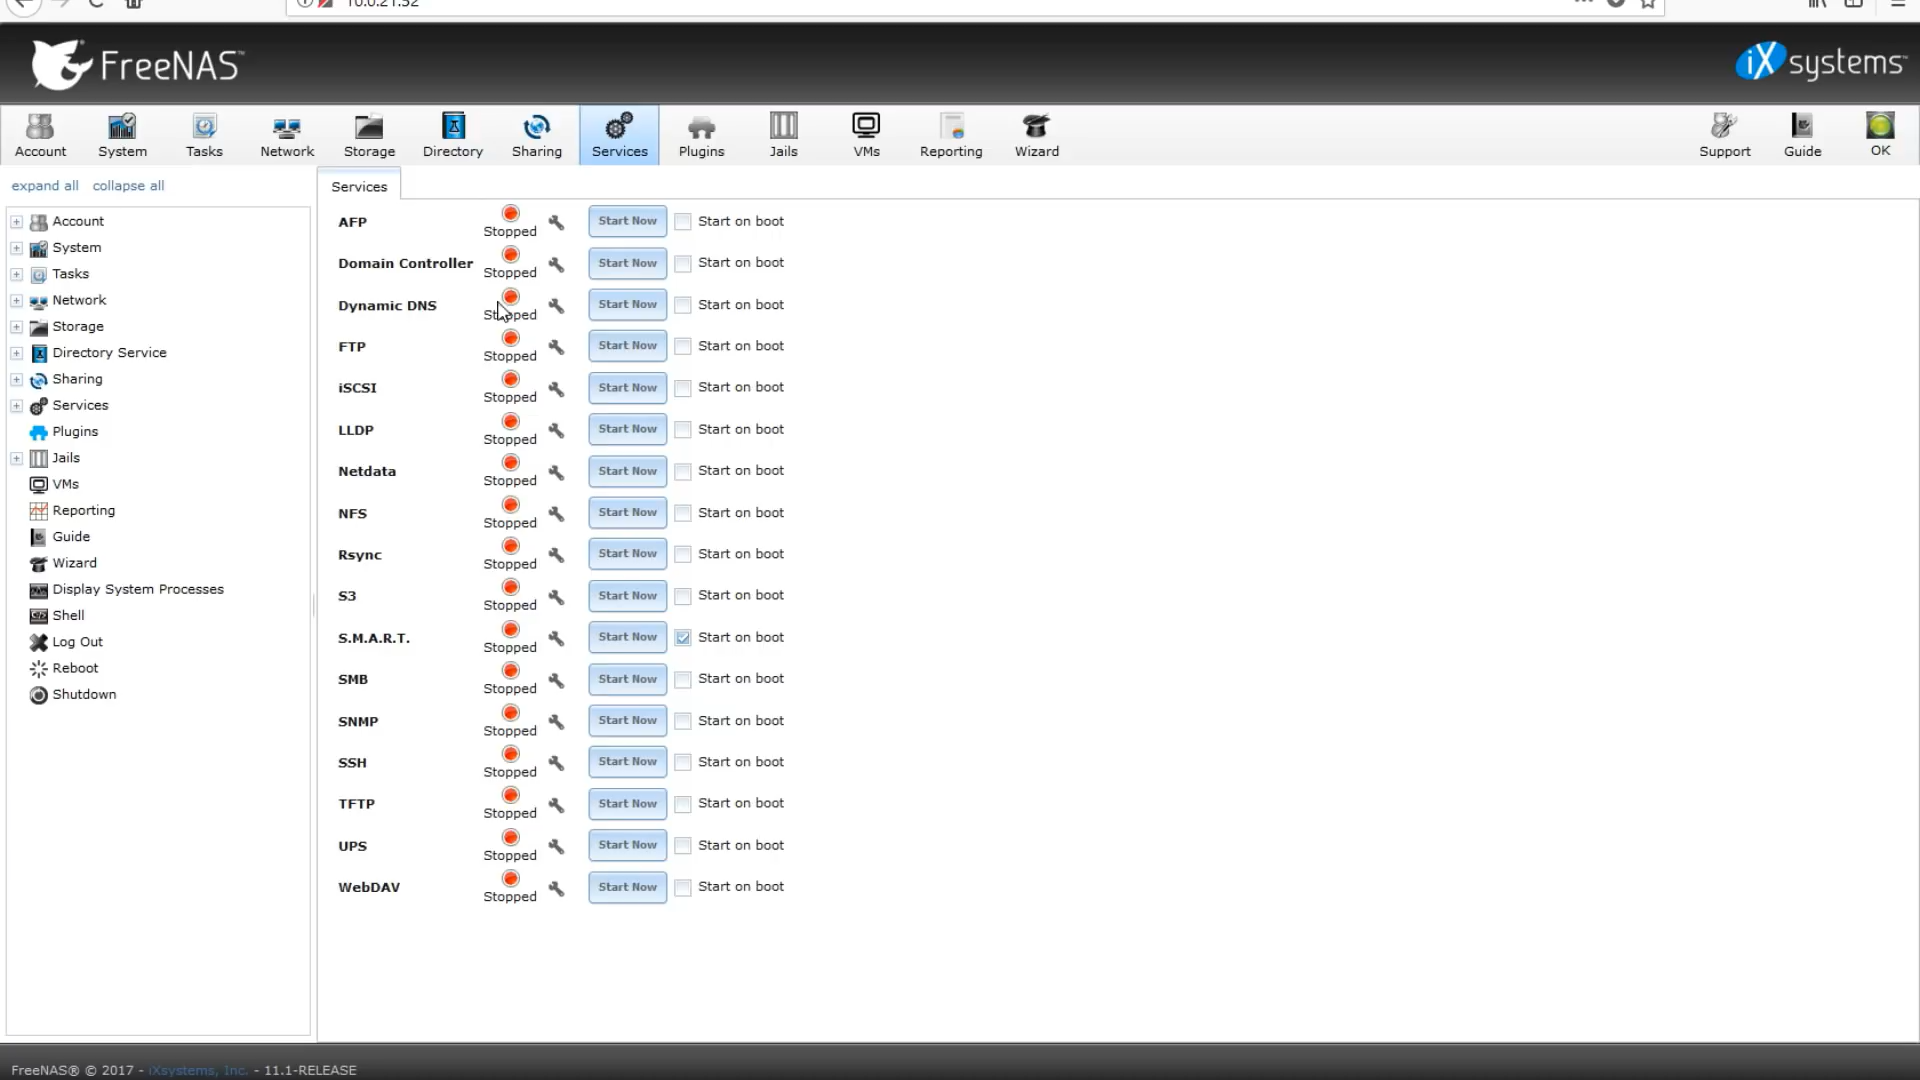 10.0.21.52
FreeNAS™
iXsystems™
Account System Tasks Network Storage Directory Sharing Services Plugins Jails VMs Reporting Wizard Support Guide OK
expand all collapse all
Account
System
Tasks
Network
Storage
Directory Service
Sharing
Services
Plugins
Jails
VMs
Reporting
Guide
Wizard
Display System Processes
Shell
Log Out
Reboot
Shutdown
Services
AFP Stopped Start Now Start on boot
Domain Controller Stopped Start Now Start on boot
Dynamic DNS Stopped Start Now Start on boot
FTP Stopped Start Now Start on boot
iSCSI Stopped Start Now Start on boot
LLDP Stopped Start Now Start on boot
Netdata Stopped Start Now Start on boot
NFS Stopped Start Now Start on boot
Rsync Stopped Start Now Start on boot
S3 Stopped Start Now Start on boot
S.M.A.R.T. Stopped Start Now Start on boot
SMB Stopped Start Now Start on boot
SNMP Stopped Start Now Start on boot
SSH Stopped Start Now Start on boot
TFTP Stopped Start Now Start on boot
UPS Stopped Start Now Start on boot
WebDAV Stopped Start Now Start on boot
FreeNAS® © 2017 - iXsystems, Inc. - 11.1-RELEASE